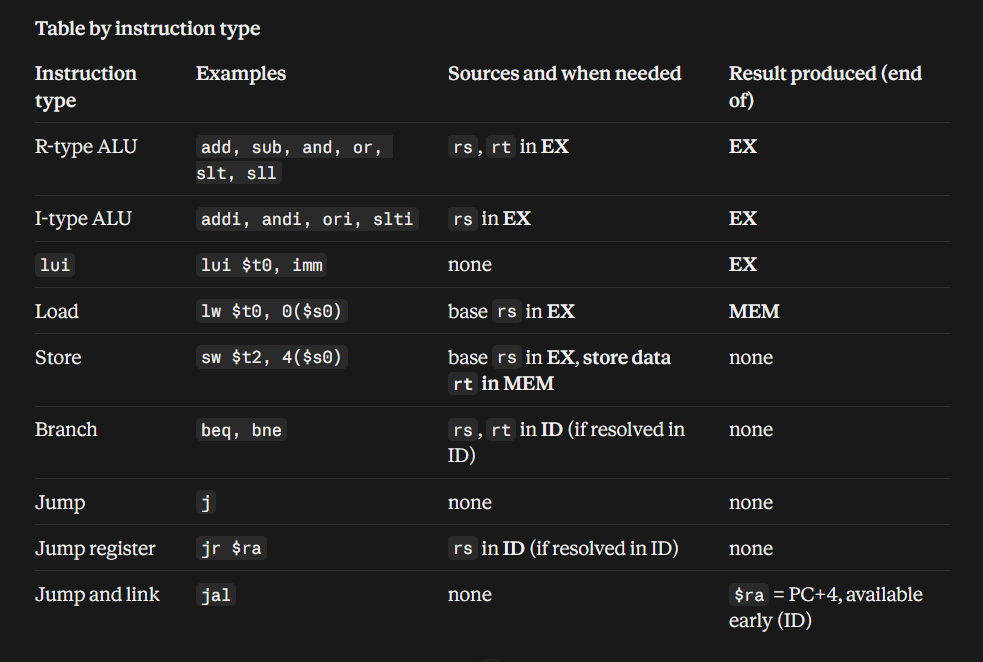 Table by instruction type
Instruction type Examples Sources and when needed Result produced (end of)
R-type ALU add, sub, and, or, slt, sll rs, rt in EX EX
I-type ALU addi, andi, ori, slti rs in EX EX
lui lui $t0, imm none EX
Load lw $t0, 0($s0) base rs in EX MEM
Store sw $t2, 4($s0) base rs in EX, store data rt in MEM none
Branch beq, bne rs, rt in ID (if resolved in ID) none
Jump j none none
Jump register jr $ra rs in ID (if resolved in ID) none
Jump and link jal none $ra = PC+4, available early (ID)